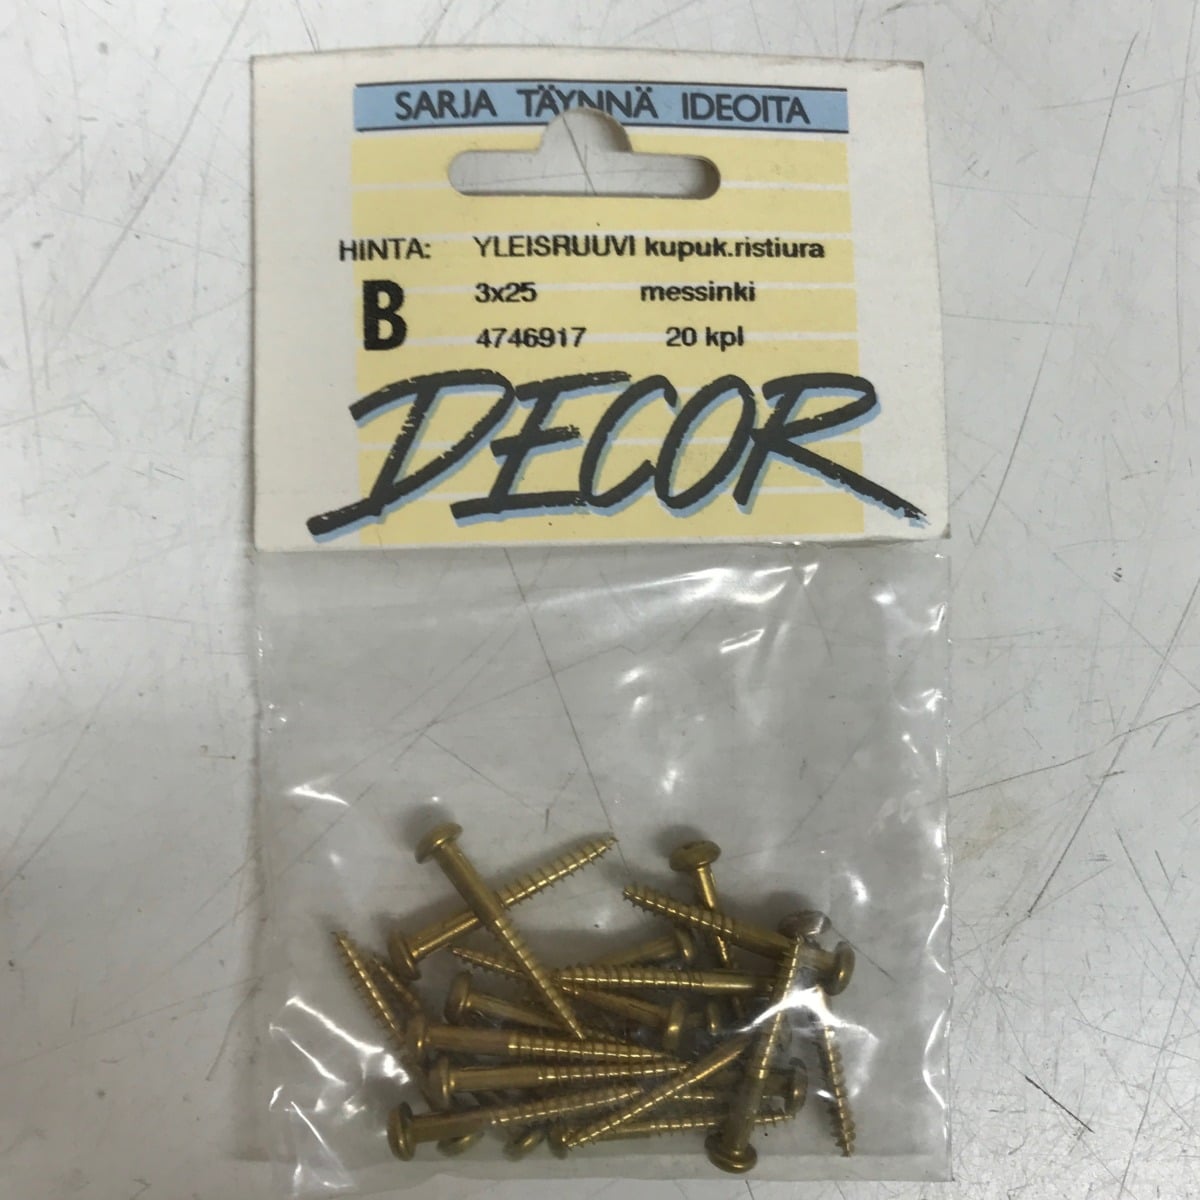 SARJA TÄYNNÄ IDEOITA
HINTA: YLEISRUUVI kupuk.ristiura
B 3x25 messinki
4746917 20 kpl
DECOR